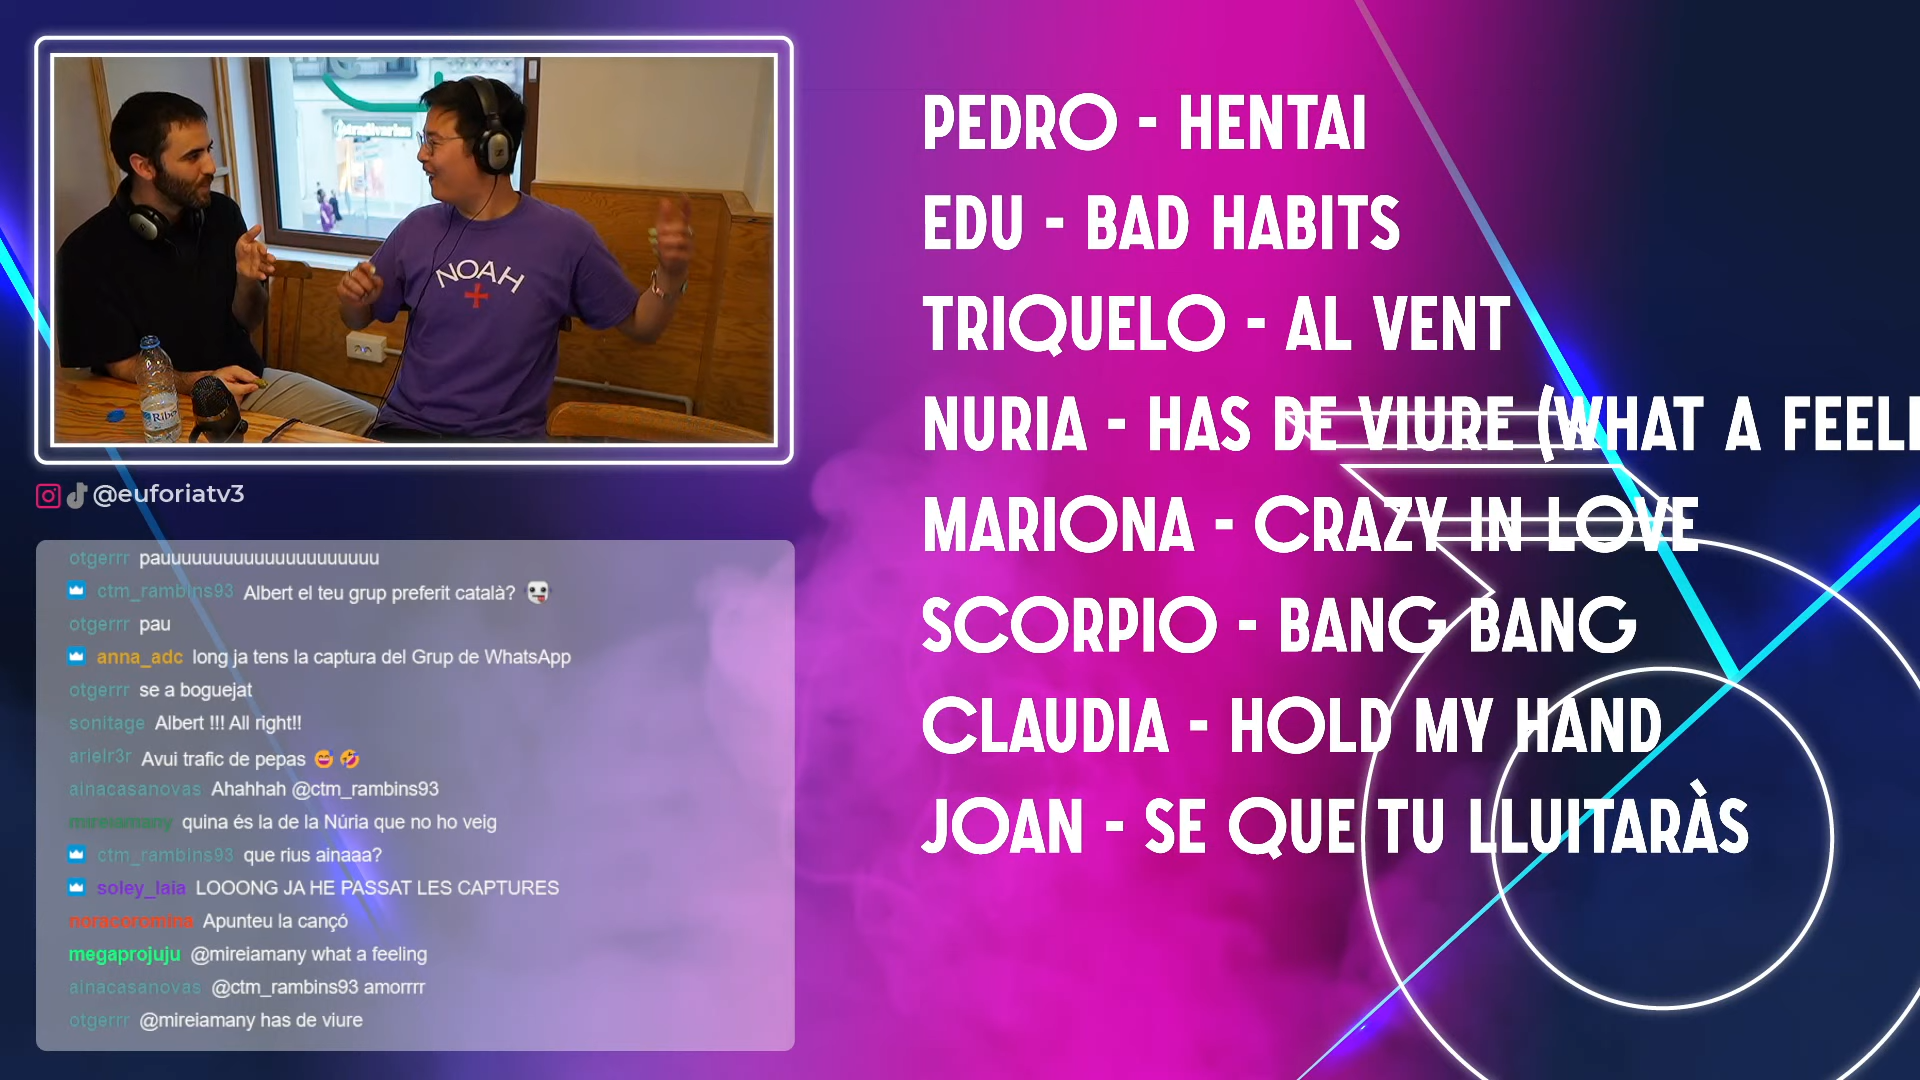 NOAH
Ribe
@euforiatv3
otgerrr pauuuuuuuuuuuuuuuuuuuuu
ctm_rambins93 Albert el teu grup preferit català?
otgerrr pau
anna_adc long ja tens la captura del Grup de WhatsApp
otgerrr se a boguejat
sonitage Albert !!! All right!!
arielr3r Avui trafic de pepas 😅 🤣
ainacasanovas Ahahhah @ctm_rambins93
mireiamany quina és la de la Núria que no ho veig
ctm_rambins93 que rius ainaaa?
soley_laia LOOONG JA HE PASSAT LES CAPTURES
noracoromina Apunteu la cançó
megaprojuju @mireiamany what a feeling
ainacasanovas @ctm_rambins93 amorrrr
otgerrr @mireiamany has de viure
PEDRO - HENTAI
EDU - BAD HABITS
TRIQUELO - AL VENT
NURIA - HAS DE VIURE (WHAT A FEELI
MARIONA - CRAZY IN LOVE
SCORPIO - BANG BANG
CLAUDIA - HOLD MY HAND
JOAN - SE QUE TU LLUITARÀS